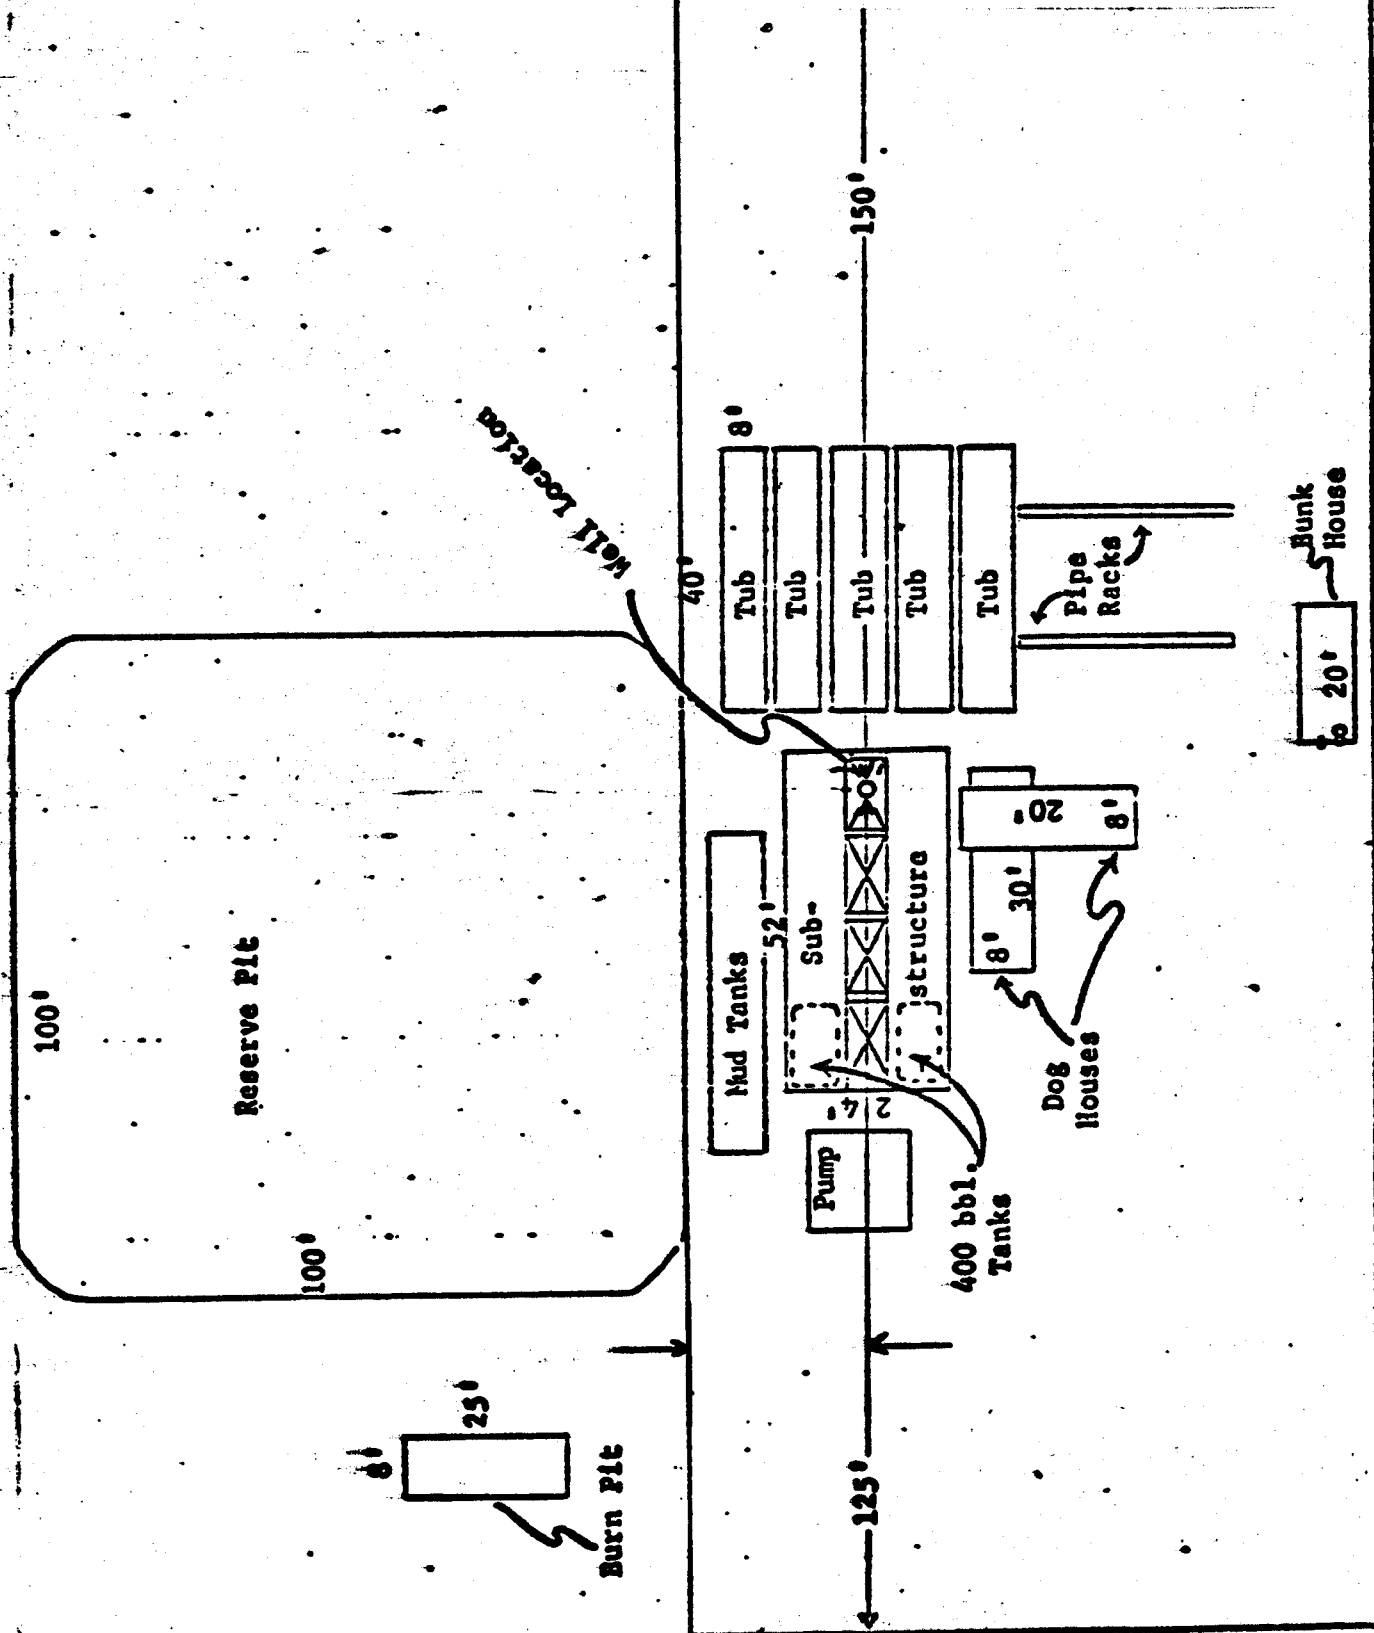 100'
Reserve Pit
100'
8'
25'
Burn Pit
Well Location
40'
8'
Tub
Tub
Tub
Tub
Tub
150'
Mud Tanks
52'
Sub-
structure
24'
Pump
400 bbl.
Tanks
8'
30'
20'
8'
Dog
Houses
Pipe
Racks
Bunk
House
20'
8
125'